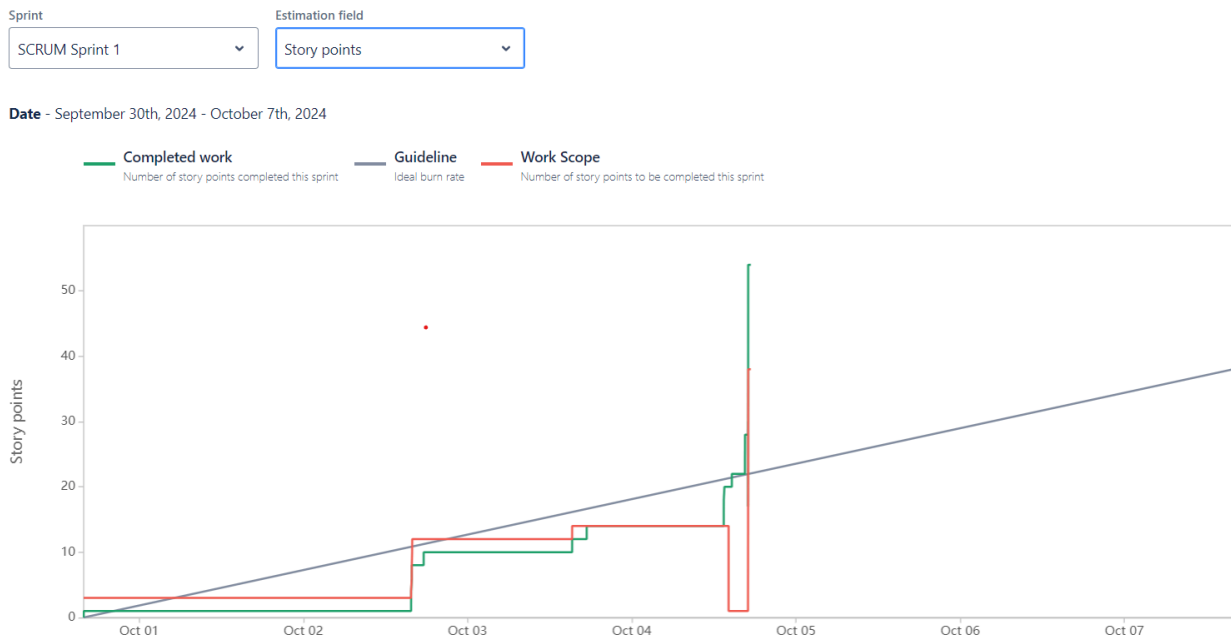 Sprint
Estimation field
SCRUM Sprint 1
Story points
Date - September 30th, 2024 - October 7th, 2024
Completed work
Guideline
Work Scope
Number of story points completed this sprint
Ideal burn rate
Number of story points to be completed this sprint
Story points
50
40
30
20
10
0
Oct 01
Oct 02
Oct 03
Oct 04
Oct 05
Oct 06
Oct 07